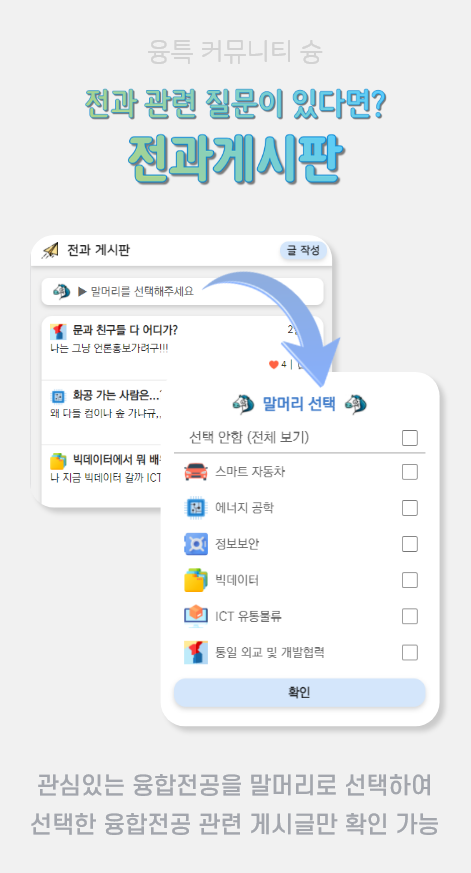 융특 커뮤니티 슝
전과 관련 질문이 있다면?
전과게시판
전과 게시판
글 작성
▶ 말머리를 선택해주세요
문과 친구들 다 어디가?
나는 그냥 언론홍보가려구!!!
4 |
화공 가는 사람은...
왜 다들 컴이나 숲 가냐규,,
빅데이터에서 뭐 배
나 지금 빅데이터 갈까 ICT
말머리 선택
선택 안함 (전체 보기)
스마트 자동차
에너지 공학
정보보안
빅데이터
ICT 유통물류
통일 외교 및 개발협력
확인
관심있는 융합전공을 말머리로 선택하여
선택한 융합전공 관련 게시글만 확인 가능